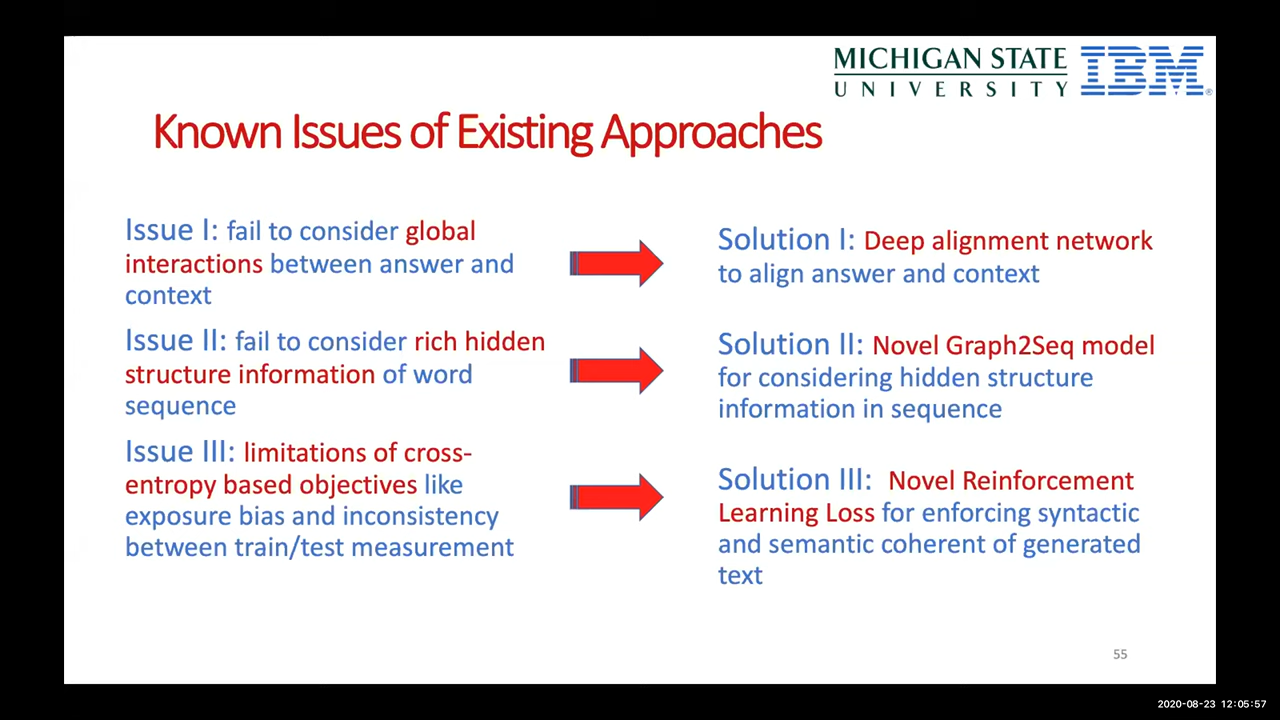 MICHIGAN STATE
UNIVERSITY
IBM®
Known Issues of Existing Approaches
Issue I: fail to consider global
interactions between answer and
context
Solution I: Deep alignment network
to align answer and context
Issue II: fail to consider rich hidden
structure information of word
sequence
Solution II: Novel Graph2Seq model
for considering hidden structure
information in sequence
Issue III: limitations of cross-
entropy based objectives like
exposure bias and inconsistency
between train/test measurement
Solution III: Novel Reinforcement
Learning Loss for enforcing syntactic
and semantic coherent of generated
text
55
2020-08-23 12:05:57